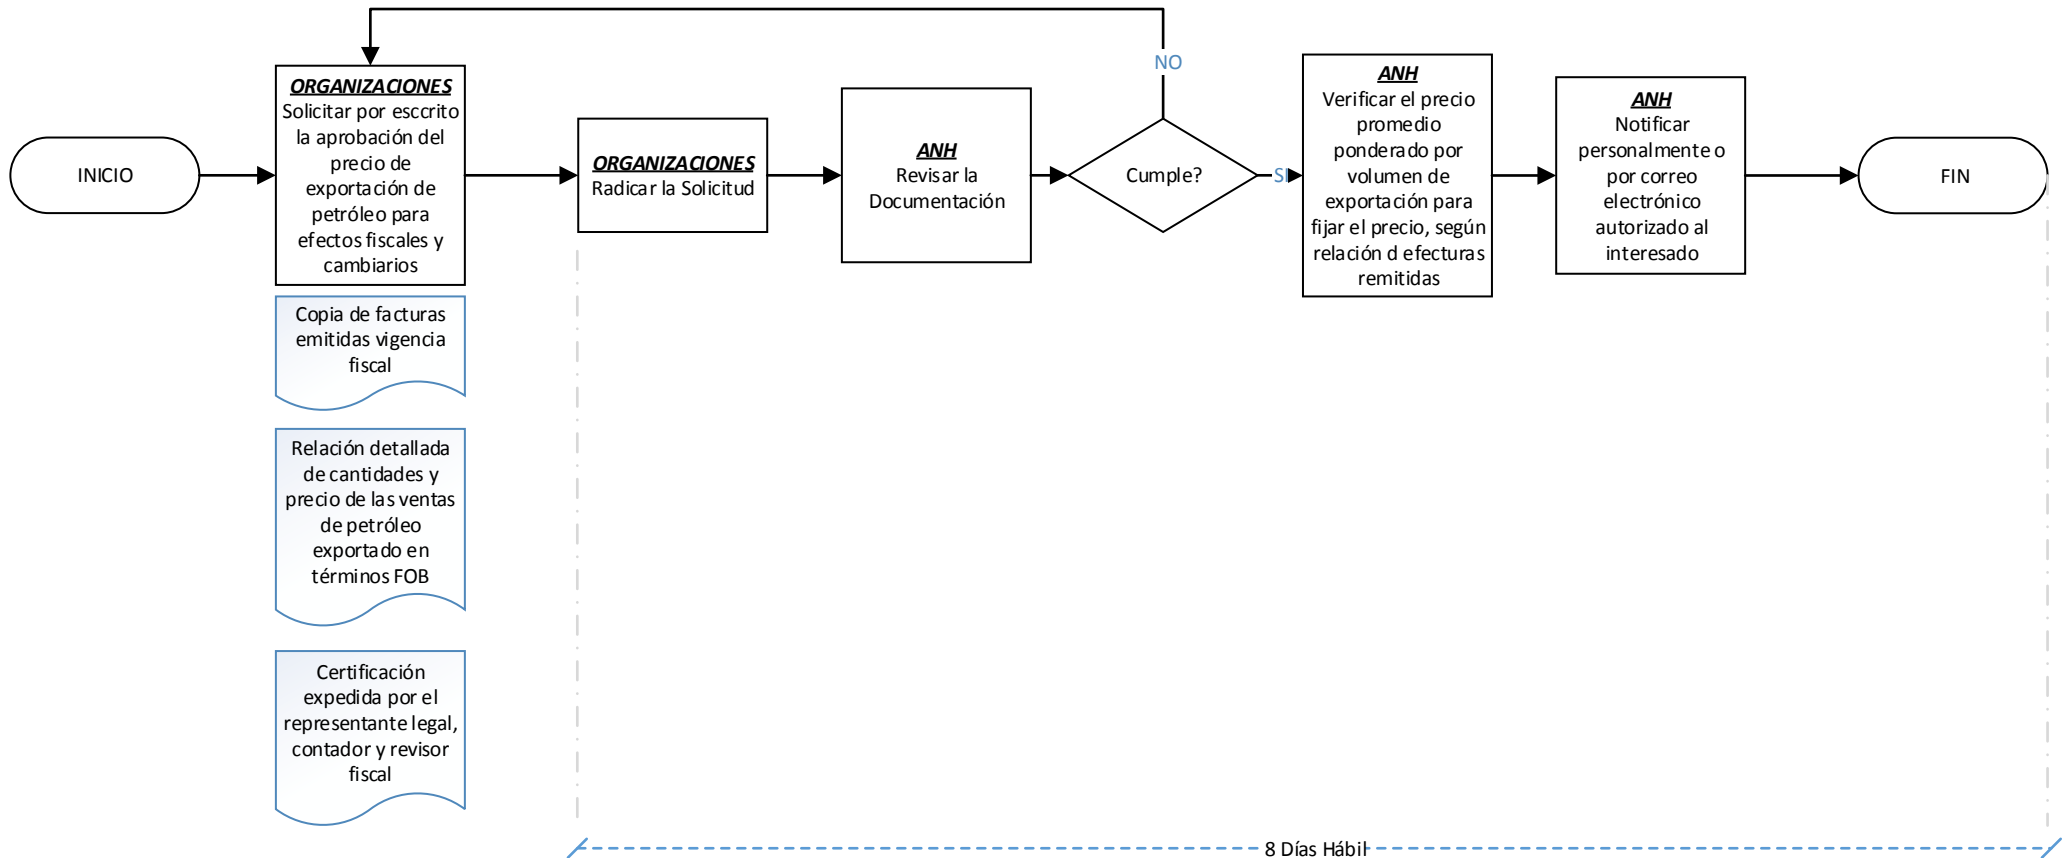 INICIO
ORGANIZACIONES
Solicitar por esccrito
la aprobación del
precio de
exportación de
petróleo para
efectos fiscales y
cambiarios
Copia de facturas
emitidas vigencia
fiscal
Relación detallada
de cantidades y
precio de las ventas
de petróleo
exportado en
términos FOB
Certificación
expedida por el
representante legal,
contador y revisor
fiscal
ORGANIZACIONES
Radicar la Solicitud
ANH
Revisar la
Documentación
Cumple?
NO
SI
ANH
Verificar el precio
promedio
ponderado por
volumen de
exportación para
fijar el precio, según
relación d efecturas
remitidas
ANH
Notificar
personalmente o
por correo
electrónico
autorizado al
interesado
FIN
8 Días Hábil